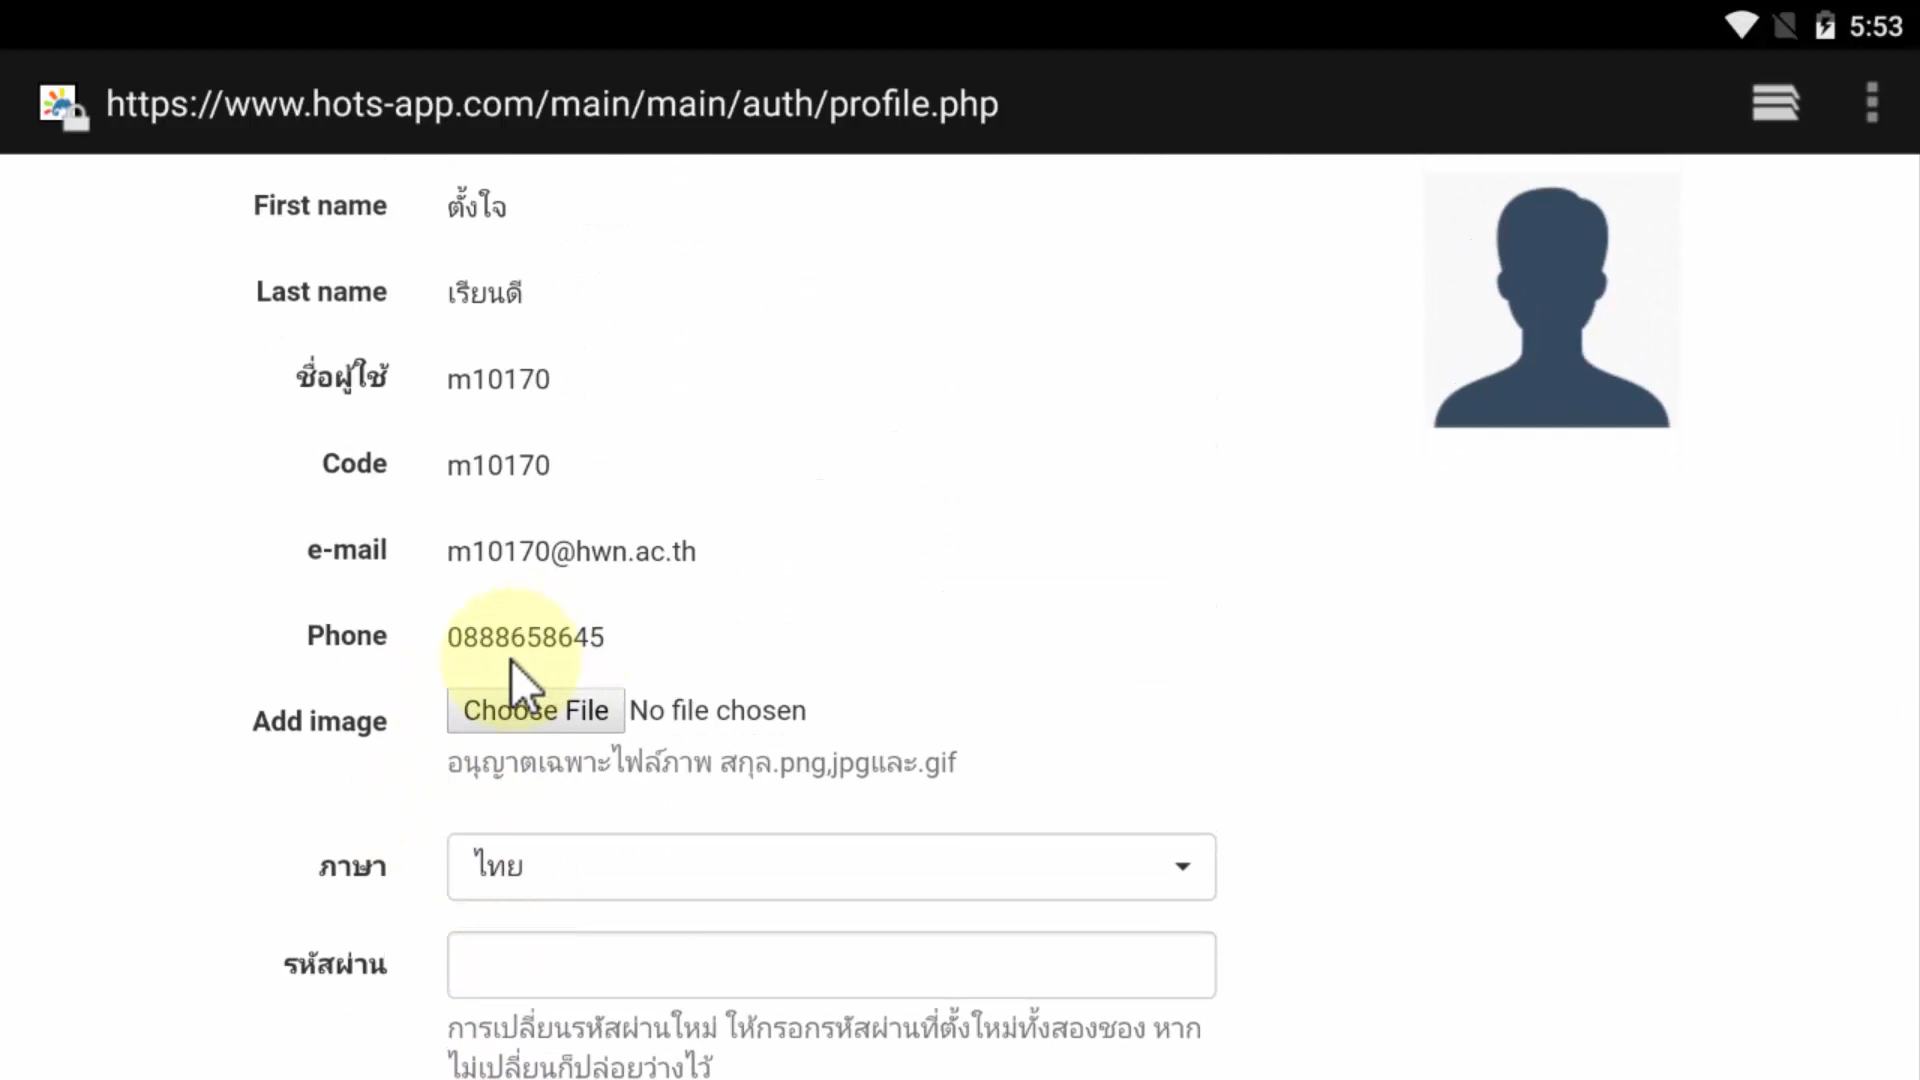 5:53
https://www.hots-app.com/main/main/auth/profile.php
First name ตั้งใจ
Last name เรียนดี
ชื่อผู้ใช้ m10170
Code m10170
e-mail m10170@hwn.ac.th
Phone 0888658645
Add image Choose File No file chosen
อนุญาตเฉพาะไฟล์ภาพ สกุล.png,jpgและ.gif
ภาษา ไทย
รหัสผ่าน
การเปลี่ยนรหัสผ่านใหม่ ให้กรอกรหัสผ่านที่ตั้งใหม่ทั้งสองชอง หาก
ไม่เปลี่ยนก็ปล่อยว่างไว้